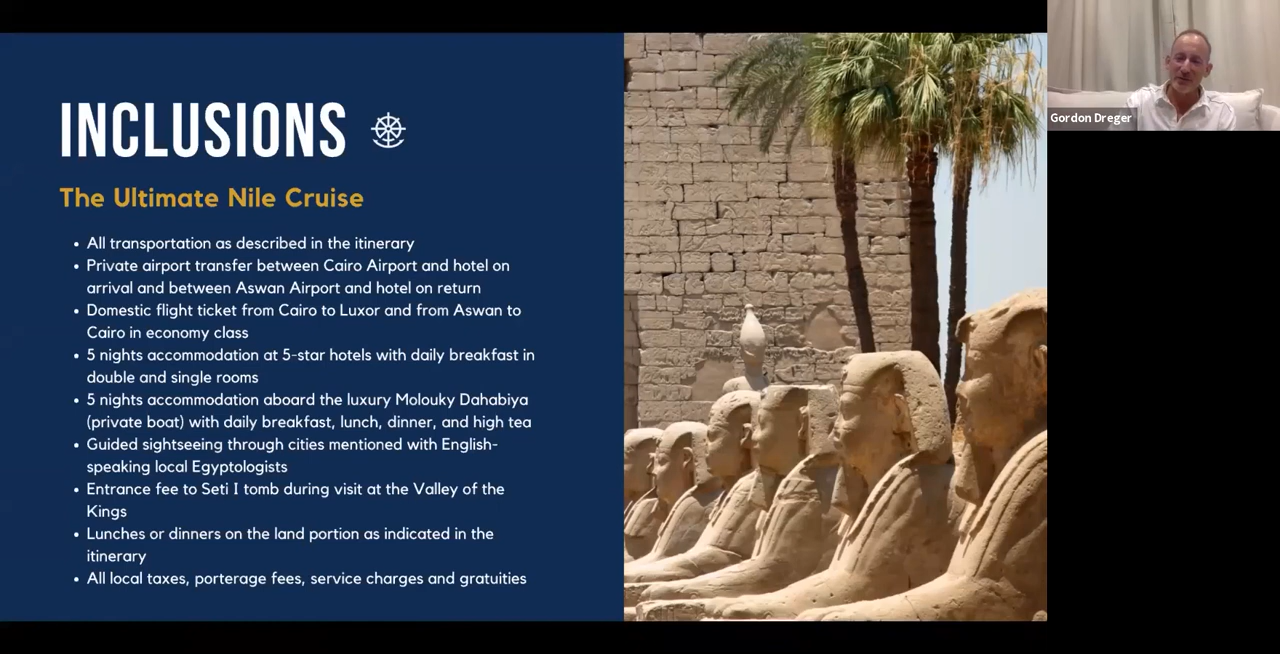 INCLUSIONS
The Ultimate Nile Cruise
• All transportation as described in the itinerary
• Private airport transfer between Cairo Airport and hotel on
arrival and between Aswan Airport and hotel on return
• Domestic flight ticket from Cairo to Luxor and from Aswan to
Cairo in economy class
• 5 nights accommodation at 5-star hotels with daily breakfast in
double and single rooms
• 5 nights accommodation aboard the luxury Molouky Dahabiya
(private boat) with daily breakfast, lunch, dinner, and high tea
• Guided sightseeing through cities mentioned with English-
speaking local Egyptologists
• Entrance fee to Seti I tomb during visit at the Valley of the
Kings
• Lunches or dinners on the land portion as indicated in the
itinerary
• All local taxes, porterage fees, service charges and gratuities
Gordon Dreger